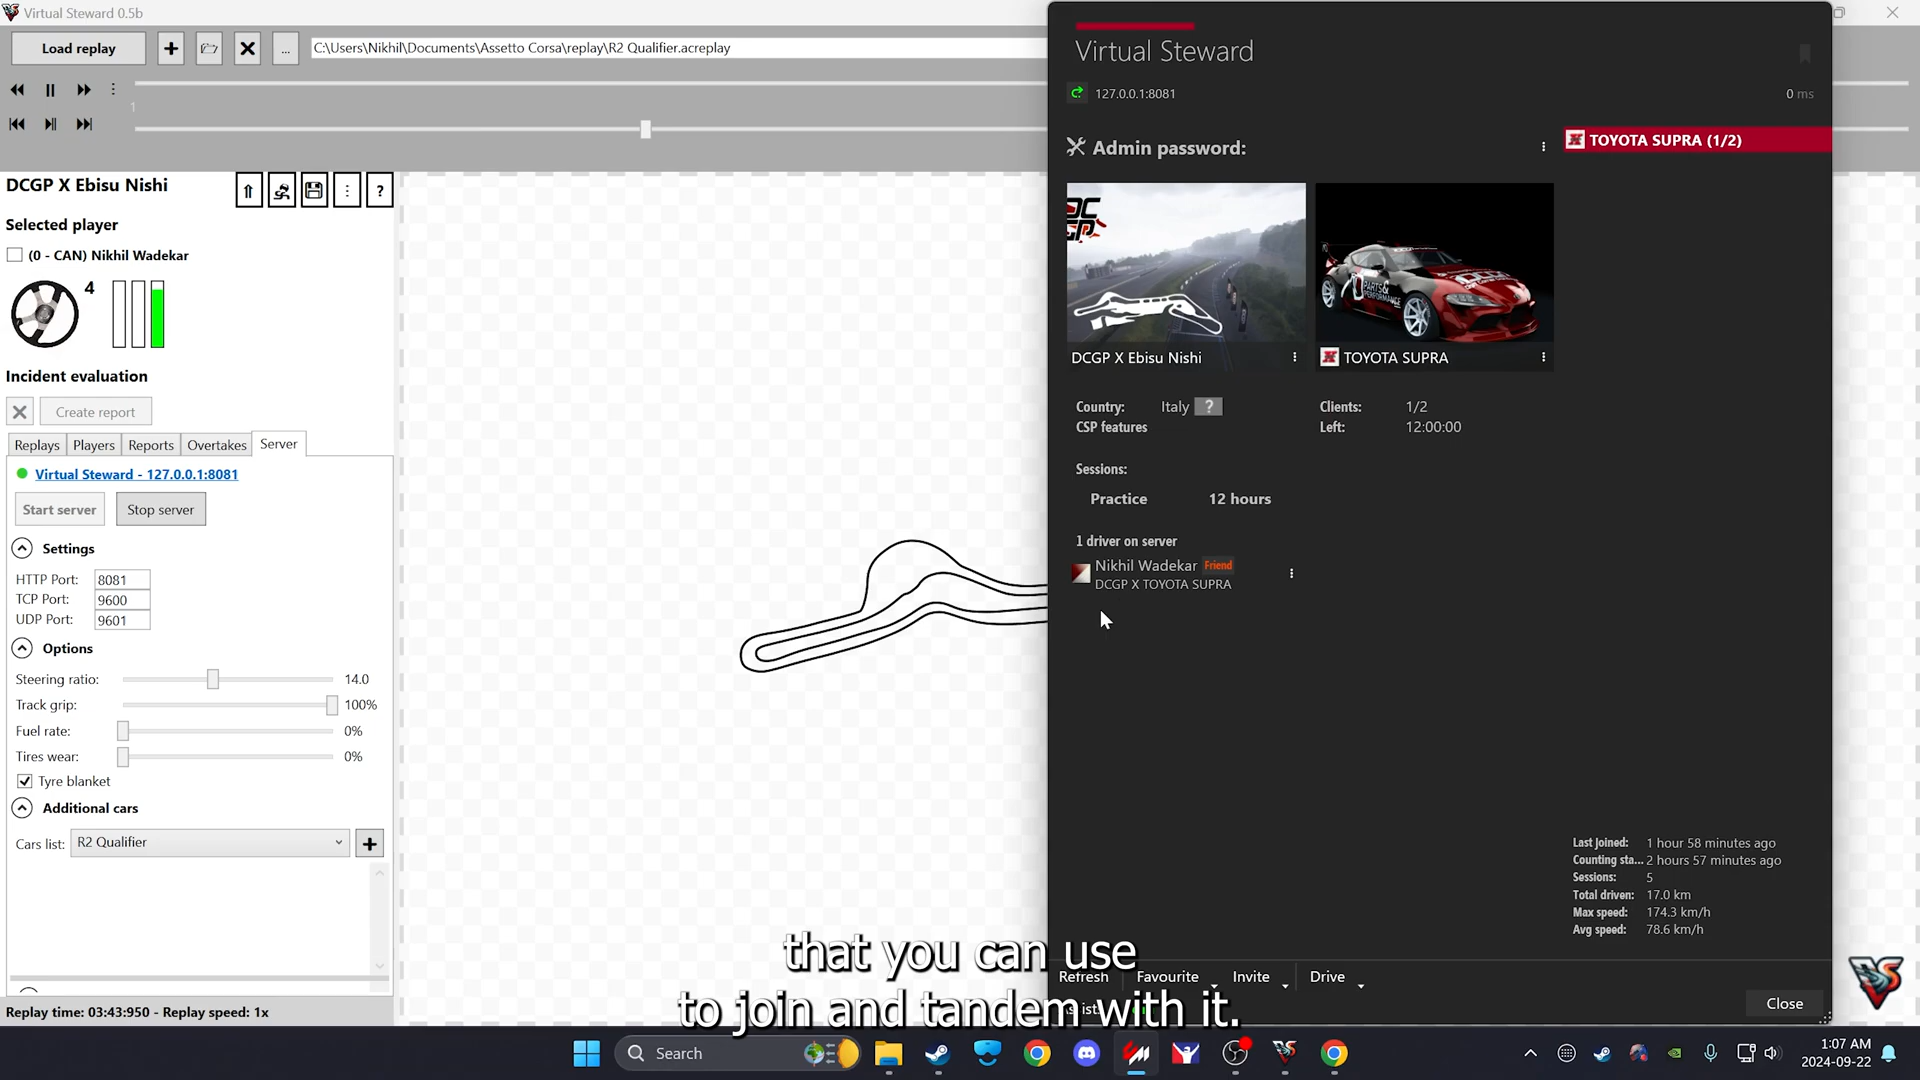 Virtual Steward 0.5b
Load replay
...
C:\Users\Nikhil\Documents\Assetto Corsa\replay\R2 Qualifier.acreplay
1
DCGP X Ebisu Nishi
?
Selected player
(0 - CAN) Nikhil Wadekar
4
Incident evaluation
Create report
Replays
Players
Reports
Overtakes
Server
Virtual Steward - 127.0.0.1:8081
Start server
Stop server
Settings
HTTP Port: 8081
TCP Port: 9600
UDP Port: 9601
Options
Steering ratio: 14.0
Track grip: 100%
Fuel rate: 0%
Tires wear: 0%
Tyre blanket
Additional cars
Cars list: R2 Qualifier
Replay time: 03:43:950 - Replay speed: 1x
Virtual Steward
127.0.0.1:8081
0 ms
Admin password:
TOYOTA SUPRA (1/2)
DCGP X Ebisu Nishi
TOYOTA SUPRA
Country: Italy ?
Clients: 1/2
CSP features
Left: 12:00:00
Sessions:
Practice 12 hours
1 driver on server
Nikhil Wadekar Friend
DCGP X TOYOTA SUPRA
Last joined: 1 hour 58 minutes ago
Counting sta... 2 hours 57 minutes ago
Sessions: 5
Total driven: 17.0 km
Max speed: 174.3 km/h
Avg speed: 78.6 km/h
Refresh
Favourite
Invite
Drive
Close
that you can use
to join and tandem with it.
Search
1:07 AM
2024-09-22